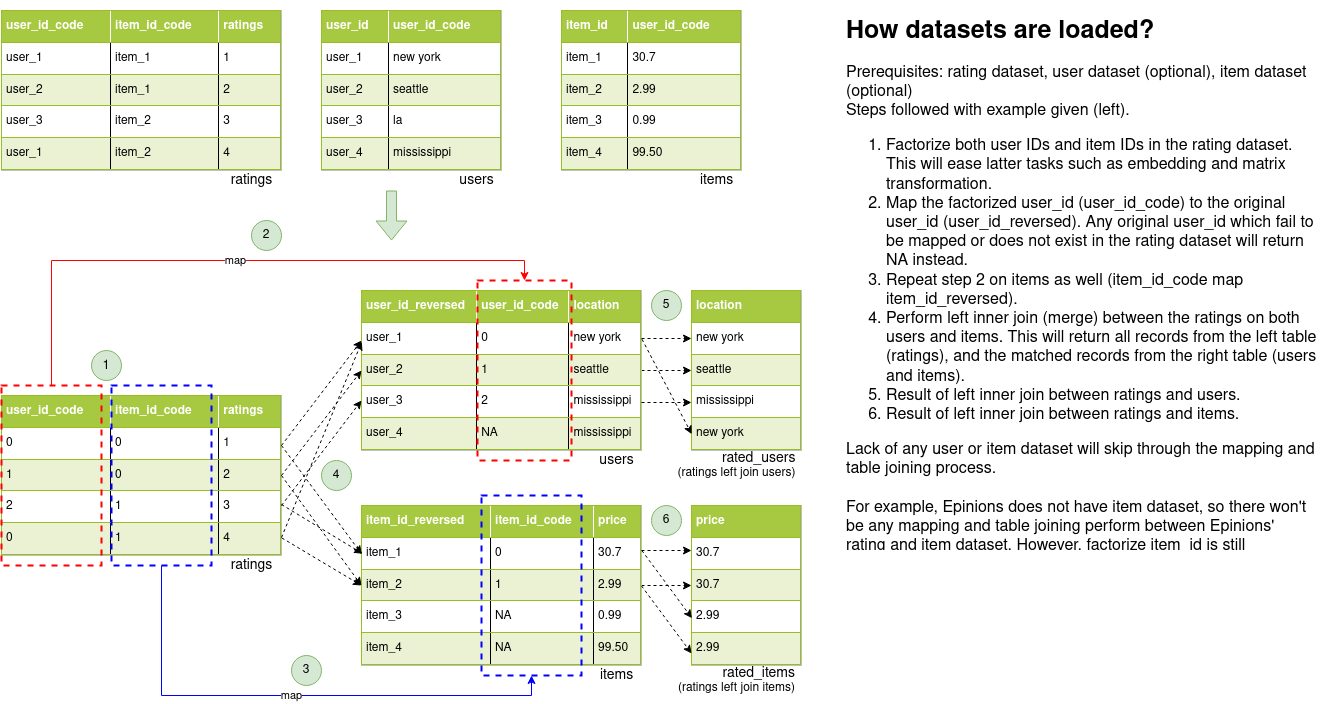 user_id_code item_id_code ratings
user_1 item_1 1
user_2 item_1 2
user_3 item_2 3
user_1 item_2 4
ratings
user_id user_id_code
user_1 new york
user_2 seattle
user_3 la
user_4 mississippi
users
item_id user_id_code
item_1 30.7
item_2 2.99
item_3 0.99
item_4 99.50
items
2
map
1
user_id_code item_id_code ratings
0 0 1
1 0 2
2 1 3
0 1 4
ratings
4
user_id_reversed user_id_code location
user_1 0 new york
user_2 1 seattle
user_3 2 mississippi
user_4 NA mississippi
users
5
location
new york
seattle
mississippi
new york
rated_users
(ratings left join users)
item_id_reversed item_id_code price
item_1 0 30.7
item_2 1 2.99
item_3 NA 0.99
item_4 NA 99.50
items
6
price
30.7
30.7
2.99
2.99
rated_items
(ratings left join items)
3
map
How datasets are loaded?
Prerequisites: rating dataset, user dataset (optional), item dataset
(optional)
Steps followed with example given (left).
1. Factorize both user IDs and item IDs in the rating dataset.
This will ease latter tasks such as embedding and matrix
transformation.
2. Map the factorized user_id (user_id_code) to the original
user_id (user_id_reversed). Any original user_id which fail to
be mapped or does not exist in the rating dataset will return
NA instead.
3. Repeat step 2 on items as well (item_id_code map
item_id_reversed).
4. Perform left inner join (merge) between the ratings on both
users and items. This will return all records from the left table
(ratings), and the matched records from the right table (users
and items).
5. Result of left inner join between ratings and users.
6. Result of left inner join between ratings and items.
Lack of any user or item dataset will skip through the mapping and
table joining process.
For example, Epinions does not have item dataset, so there won't
be any mapping and table joining perform between Epinions'
rating and item dataset. However, factorize item_id is still